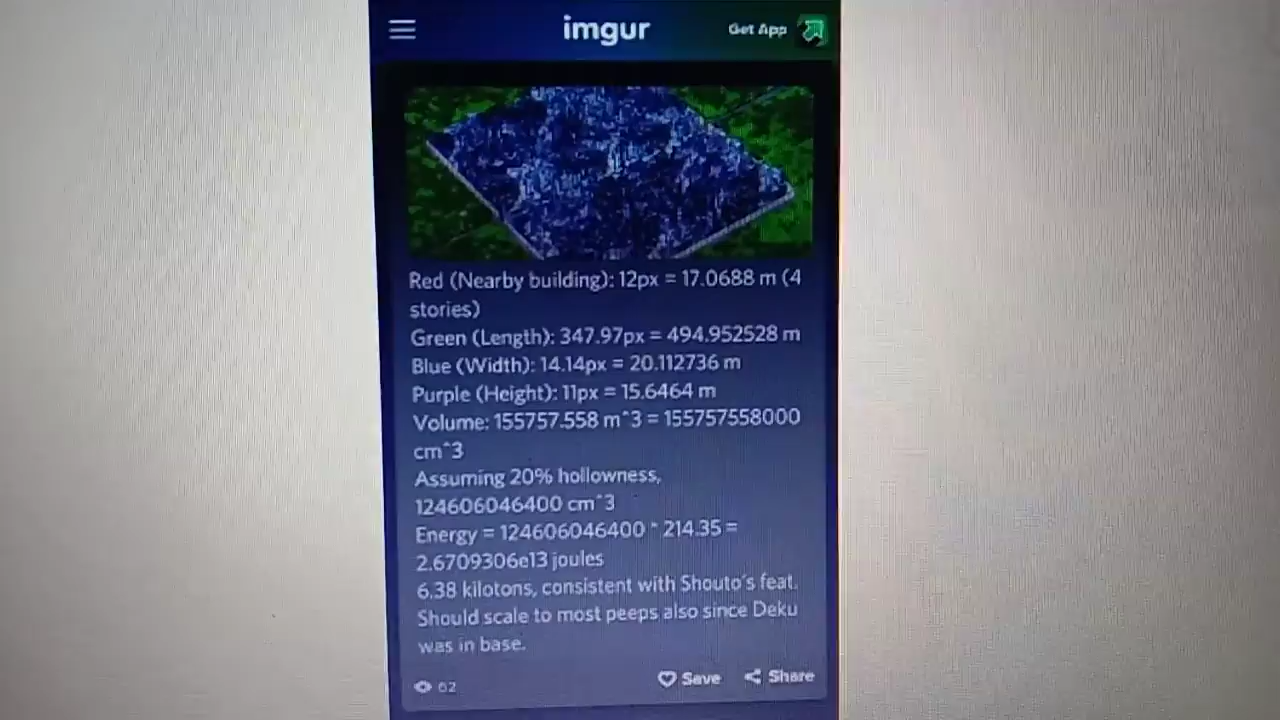 imgur
Get App
Red (Nearby building): 12px = 17.0688 m (4
stories)
Green (Length): 347.97px = 494.952528 m
Blue (Width): 14.14px = 20.112736 m
Purple (Height): 11px = 15.6464 m
Volume: 155757.558 m^3 = 155757558000
cm^3
Assuming 20% hollowness,
124606046400 cm^3
Energy = 124606046400 * 214.35 =
2.6709306e13 joules
6.38 kilotons, consistent with Shouto's feat.
Should scale to most peeps also since Deku
was in base.
62
Save
Share